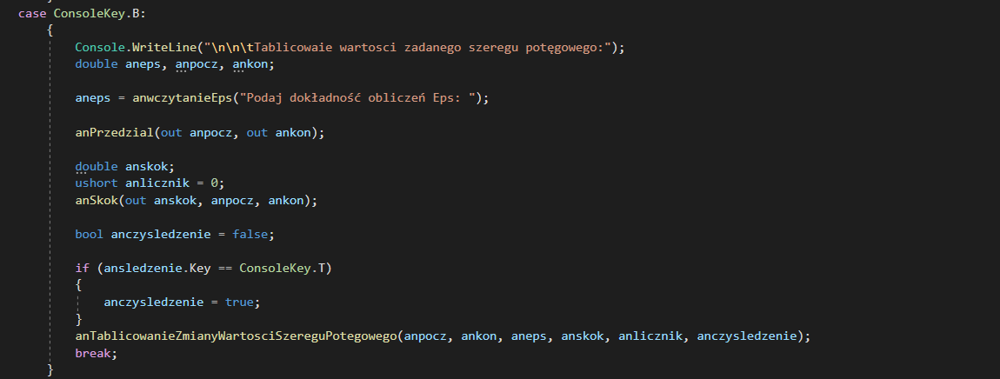 case ConsoleKey.B:
{
Console.WriteLine("\n\n\tTablicowaie wartosci zadanego szeregu potęgowego:");
double aneps, anpocz, ankon;
aneps = anwczytanieEps("Podaj dokładność obliczeń Eps: ");
anPrzedzial(out anpocz, out ankon);
double anskok;
ushort anlicznik = 0;
anSkok(out anskok, anpocz, ankon);
bool anczysledzenie = false;
if (ansledzenie.Key == ConsoleKey.T)
{
anczysledzenie = true;
}
anTablicowanieZmianyWartosciSzereguPotegowego(anpocz, ankon, aneps, anskok, anlicznik, anczysledzenie);
break;
}